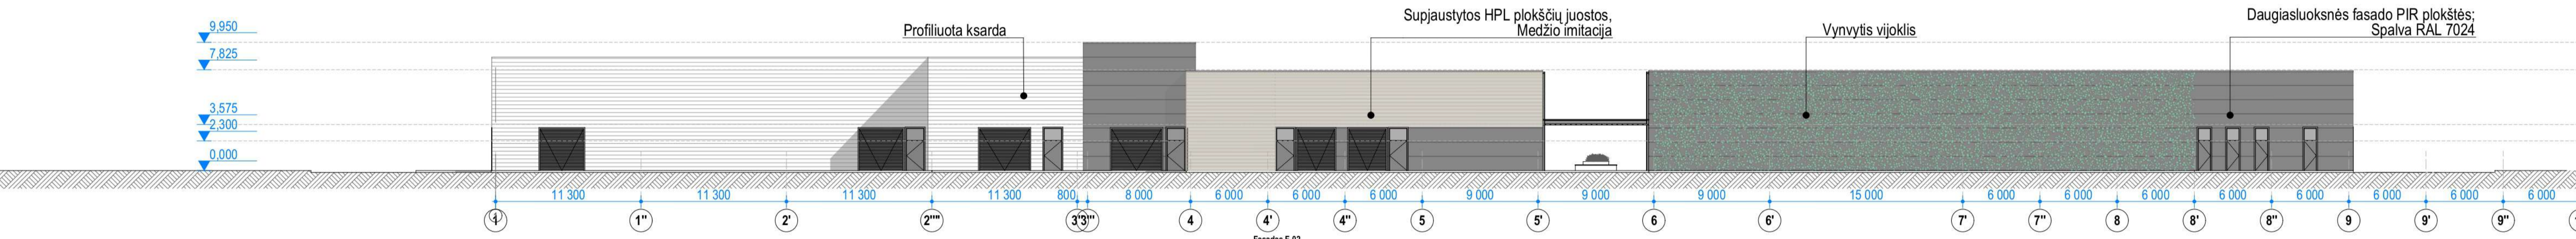 Supjaustytos HPL plokščių juostos,
Medžio imitacija
Daugiasluoksnės fasado PIR plokštės;
Spalva RAL 7024
Profiliuota ksarda
Vynvytis vijoklis
9,950
7,825
3,575
2,300
0,000
11 300 11 300 11 300 11 300 800 8 000 6 000 6 000 6 000 9 000 9 000 9 000 15 000 6 000 6 000 6 000 6 000 6 000 6 000 6 000 6 000
1 1" 2' 2"" 3' 4 4' 4" 5 5' 6 6' 7' 7" 8 8' 8" 9 9' 9"